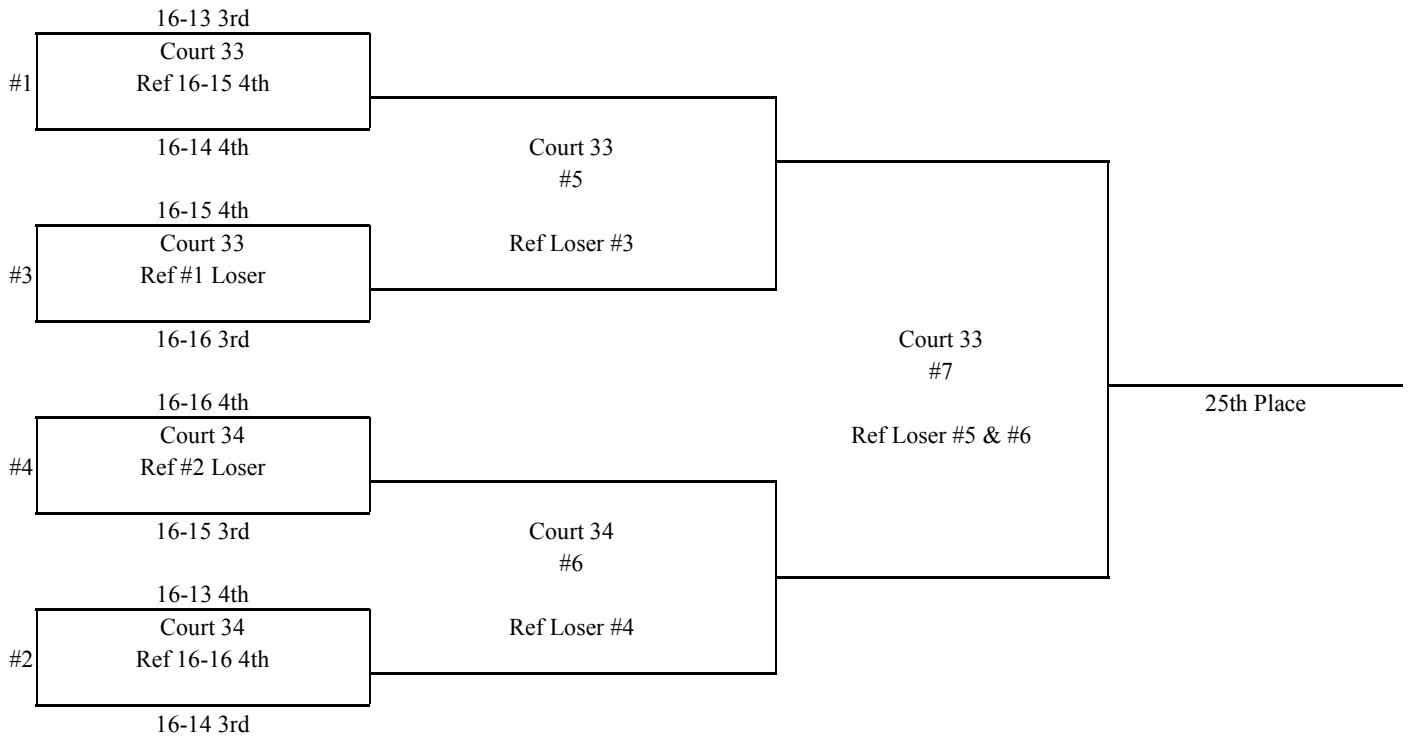 16-13 3rd
Court 33
#1
Ref 16-15 4th
16-14 4th
16-15 4th
Court 33
#3
Ref #1 Loser
16-16 3rd
16-16 4th
Court 34
#4
Ref #2 Loser
16-15 3rd
16-13 4th
Court 34
#2
Ref 16-16 4th
16-14 3rd
Court 33
#5
Ref Loser #3
Court 34
#6
Ref Loser #4
Court 33
#7
Ref Loser #5 & #6
25th Place